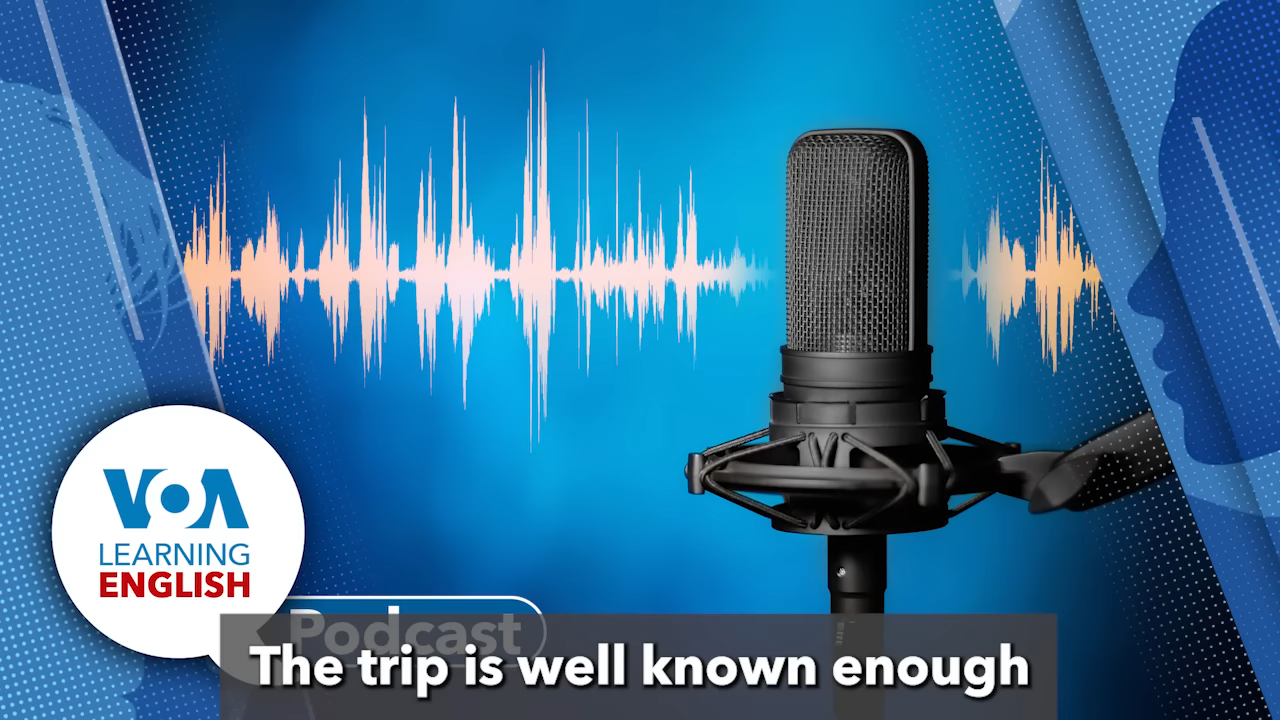 VOA
LEARNING
ENGLISH
Podcast
The trip is well known enough